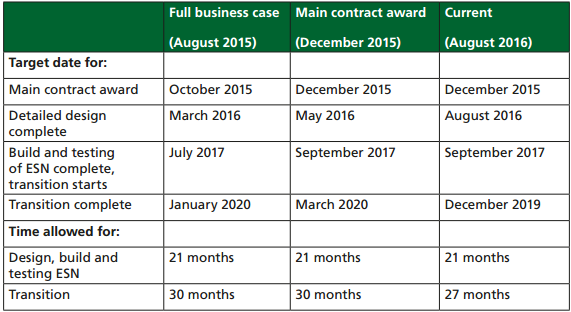 Full business case Main contract award Current
(August 2015) (December 2015) (August 2016)
Target date for:
Main contract award October 2015 December 2015 December 2015
Detailed design March 2016 May 2016 August 2016
complete
Build and testing July 2017 September 2017 September 2017
of ESN complete,
transition starts
Transition complete January 2020 March 2020 December 2019
Time allowed for:
Design, build and 21 months 21 months 21 months
testing ESN
Transition 30 months 30 months 27 months